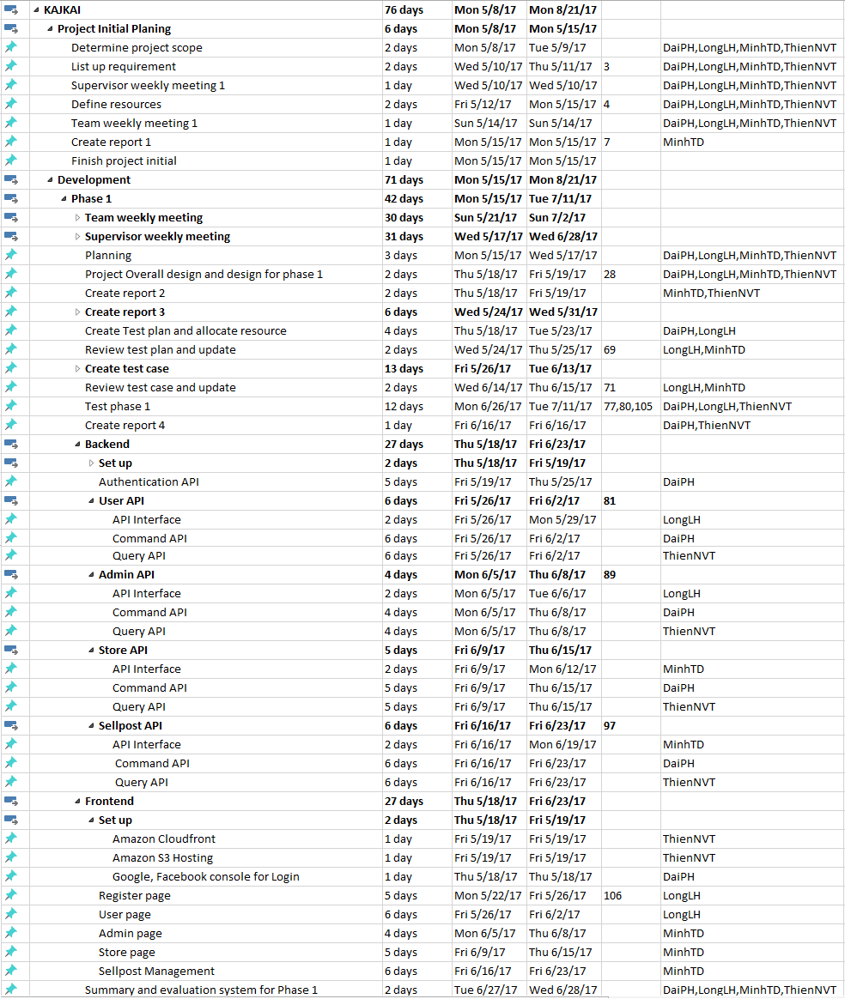 KAJKAI 76 days Mon 5/8/17 Mon 8/21/17
Project Initial Planing 6 days Mon 5/8/17 Mon 5/15/17
Determine project scope 2 days Mon 5/8/17 Tue 5/9/17 DaiPH,LongLH,MinhTD,ThienNVT
List up requirement 2 days Wed 5/10/17 Thu 5/11/17 3 DaiPH,LongLH,MinhTD,ThienNVT
Supervisor weekly meeting 1 1 day Wed 5/10/17 Wed 5/10/17 DaiPH,LongLH,MinhTD,ThienNVT
Define resources 2 days Fri 5/12/17 Mon 5/15/17 4 DaiPH,LongLH,MinhTD,ThienNVT
Team weekly meeting 1 1 day Sun 5/14/17 Sun 5/14/17 DaiPH,LongLH,MinhTD,ThienNVT
Create report 1 1 day Mon 5/15/17 Mon 5/15/17 7 MinhTD
Finish project initial 1 day Mon 5/15/17 Mon 5/15/17
Development 71 days Mon 5/15/17 Mon 8/21/17
Phase 1 42 days Mon 5/15/17 Tue 7/11/17
Team weekly meeting 30 days Sun 5/21/17 Sun 7/2/17
Supervisor weekly meeting 31 days Wed 5/17/17 Wed 6/28/17
Planning 3 days Mon 5/15/17 Wed 5/17/17 DaiPH,LongLH,MinhTD,ThienNVT
Project Overall design and design for phase 1 2 days Thu 5/18/17 Fri 5/19/17 28 DaiPH,LongLH,MinhTD,ThienNVT
Create report 2 2 days Thu 5/18/17 Fri 5/19/17 MinhTD,ThienNVT
Create report 3 6 days Wed 5/24/17 Wed 5/31/17
Create Test plan and allocate resource 4 days Thu 5/18/17 Tue 5/23/17 DaiPH,LongLH
Review test plan and update 2 days Wed 5/24/17 Thu 5/25/17 69 LongLH,MinhTD
Create test case 13 days Fri 5/26/17 Tue 6/13/17
Review test case and update 2 days Wed 6/14/17 Thu 6/15/17 71 LongLH,MinhTD
Test phase 1 12 days Mon 6/26/17 Tue 7/11/17 77,80,105 DaiPH,LongLH,ThienNVT
Create report 4 1 day Fri 6/16/17 Fri 6/16/17 DaiPH,ThienNVT
Backend 27 days Thu 5/18/17 Fri 6/23/17
Set up 2 days Thu 5/18/17 Fri 5/19/17
Authentication API 5 days Fri 5/19/17 Thu 5/25/17 DaiPH
User API 6 days Fri 5/26/17 Fri 6/2/17 81
API Interface 2 days Fri 5/26/17 Mon 5/29/17 LongLH
Command API 6 days Fri 5/26/17 Fri 6/2/17 DaiPH
Query API 6 days Fri 5/26/17 Fri 6/2/17 ThienNVT
Admin API 4 days Mon 6/5/17 Thu 6/8/17 89
API Interface 2 days Mon 6/5/17 Tue 6/6/17 LongLH
Command API 4 days Mon 6/5/17 Thu 6/8/17 DaiPH
Query API 4 days Mon 6/5/17 Thu 6/8/17 ThienNVT
Store API 5 days Fri 6/9/17 Thu 6/15/17
API Interface 2 days Fri 6/9/17 Mon 6/12/17 MinhTD
Command API 5 days Fri 6/9/17 Thu 6/15/17 DaiPH
Query API 5 days Fri 6/9/17 Thu 6/15/17 ThienNVT
Sellpost API 6 days Fri 6/16/17 Fri 6/23/17 97
API Interface 2 days Fri 6/16/17 Mon 6/19/17 MinhTD
Command API 6 days Fri 6/16/17 Fri 6/23/17 DaiPH
Query API 6 days Fri 6/16/17 Fri 6/23/17 ThienNVT
Frontend 27 days Thu 5/18/17 Fri 6/23/17
Set up 2 days Thu 5/18/17 Fri 5/19/17
Amazon Cloudfront 1 day Fri 5/19/17 Fri 5/19/17 ThienNVT
Amazon S3 Hosting 1 day Fri 5/19/17 Fri 5/19/17 ThienNVT
Google, Facebook console for Login 1 day Thu 5/18/17 Thu 5/18/17 DaiPH
Register page 5 days Mon 5/22/17 Fri 5/26/17 106 LongLH
User page 6 days Fri 5/26/17 Fri 6/2/17 LongLH
Admin page 4 days Mon 6/5/17 Thu 6/8/17 MinhTD
Store page 5 days Fri 6/9/17 Thu 6/15/17 MinhTD
Sellpost Management 6 days Fri 6/16/17 Fri 6/23/17 MinhTD
Summary and evaluation system for Phase 1 2 days Tue 6/27/17 Wed 6/28/17 DaiPH,LongLH,MinhTD,ThienNVT